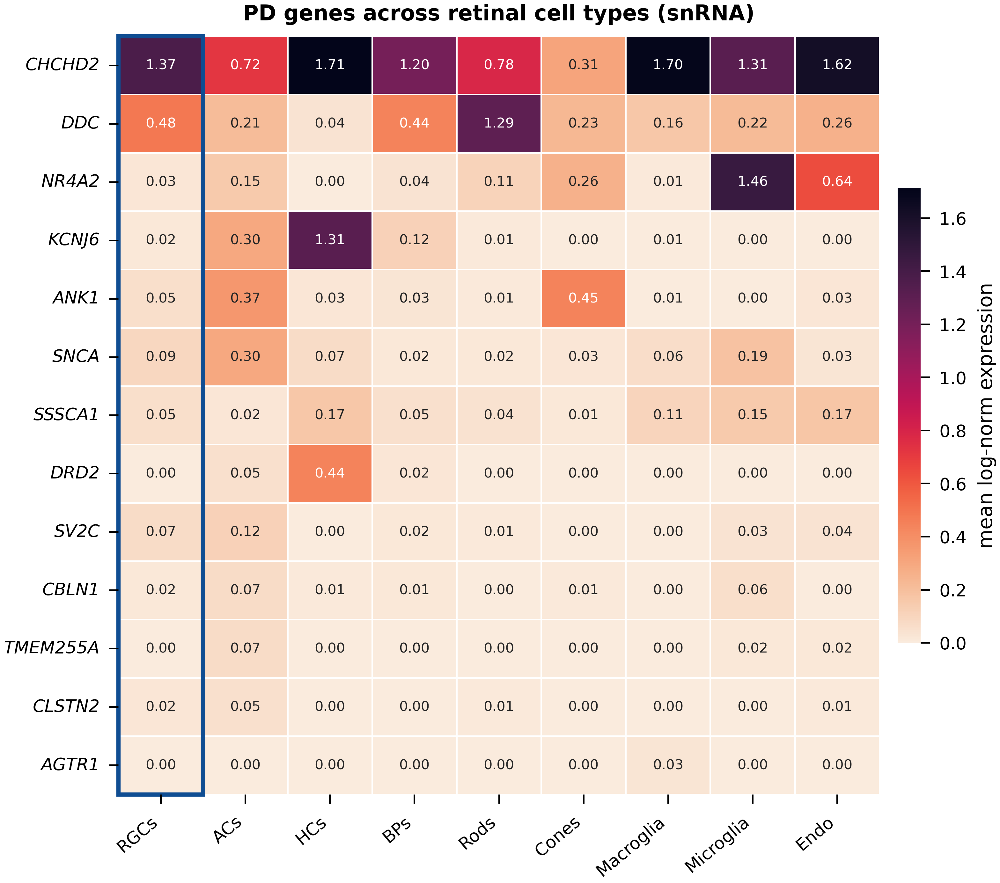 PD genes across retinal cell types (snRNA)
CHCHD2 1.37 0.72 1.71 1.20 0.78 0.31 1.70 1.31 1.62
DDC 0.48 0.21 0.04 0.44 1.29 0.23 0.16 0.22 0.26
NR4A2 0.03 0.15 0.00 0.04 0.11 0.26 0.01 1.46 0.64
KCNJ6 0.02 0.30 1.31 0.12 0.01 0.00 0.01 0.00 0.00
ANK1 0.05 0.37 0.03 0.03 0.01 0.45 0.01 0.00 0.03
SNCA 0.09 0.30 0.07 0.02 0.02 0.03 0.06 0.19 0.03
SSSCA1 0.05 0.02 0.17 0.05 0.04 0.01 0.11 0.15 0.17
DRD2 0.00 0.05 0.44 0.02 0.00 0.00 0.00 0.00 0.00
SV2C 0.07 0.12 0.00 0.02 0.01 0.00 0.00 0.03 0.04
CBLN1 0.02 0.07 0.01 0.01 0.00 0.01 0.00 0.06 0.00
TMEM255A 0.00 0.07 0.00 0.00 0.00 0.00 0.00 0.02 0.02
CLSTN2 0.02 0.05 0.00 0.00 0.01 0.00 0.00 0.00 0.01
AGTR1 0.00 0.00 0.00 0.00 0.00 0.00 0.03 0.00 0.00
RGCs ACs HCs BPs Rods Cones Macroglia Microglia Endo
1.6
1.4
1.2
1.0
0.8
0.6
0.4
0.2
0.0
mean log-norm expression